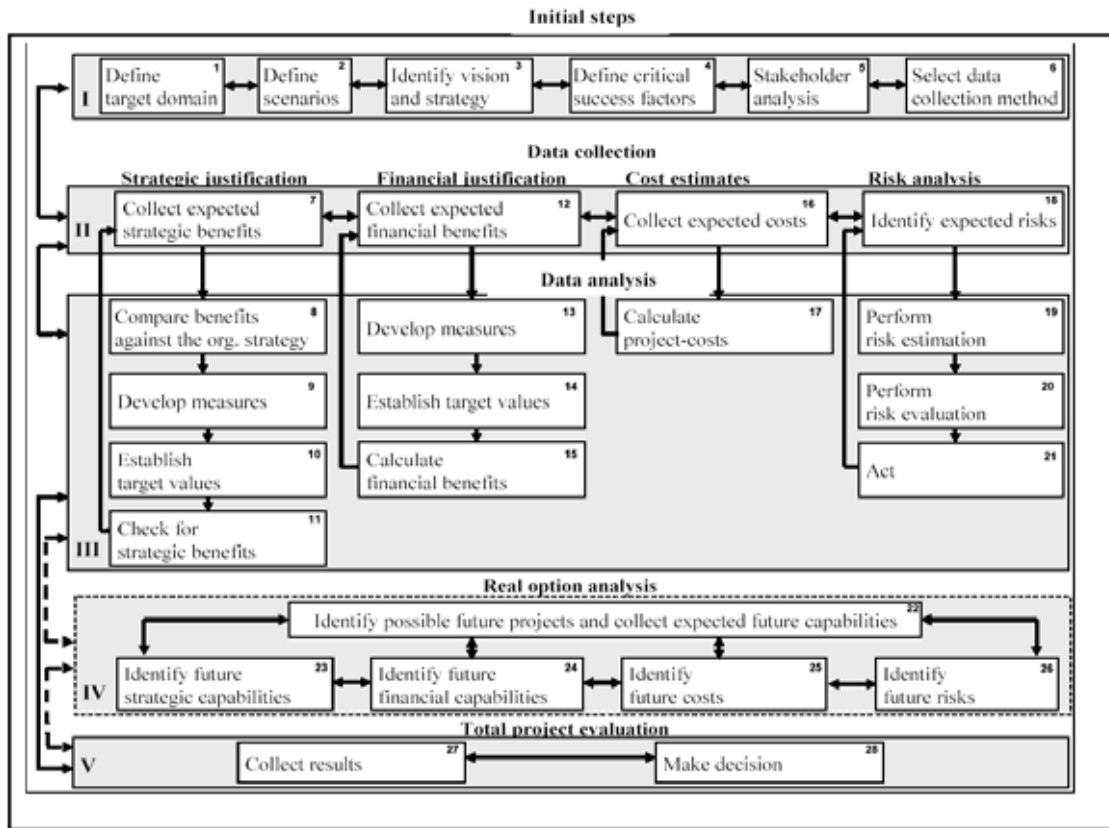 Initial steps
I
1
Define
target domain
2
Define
scenarios
3
Identify vision
and strategy
4
Define critical
success factors
5
Stakeholder
analysis
6
Select data
collection method
Data collection
Strategic justification
Financial justification
Cost estimates
Risk analysis
II
7
Collect expected
strategic benefits
12
Collect expected
financial benefits
16
Collect expected costs
18
Identify expected risks
Data analysis
III
8
Compare benefits
against the org. strategy
9
Develop measures
10
Establish
target values
11
Check for
strategic benefits
13
Develop measures
14
Establish target values
15
Calculate
financial benefits
17
Calculate
project-costs
19
Perform
risk estimation
20
Perform
risk evaluation
21
Act
Real option analysis
IV
22
Identify possible future projects and collect expected future capabilities
23
Identify future
strategic capabilities
24
Identify future
financial capabilities
25
Identify
future costs
26
Identify
future risks
Total project evaluation
V
27
Collect results
28
Make decision